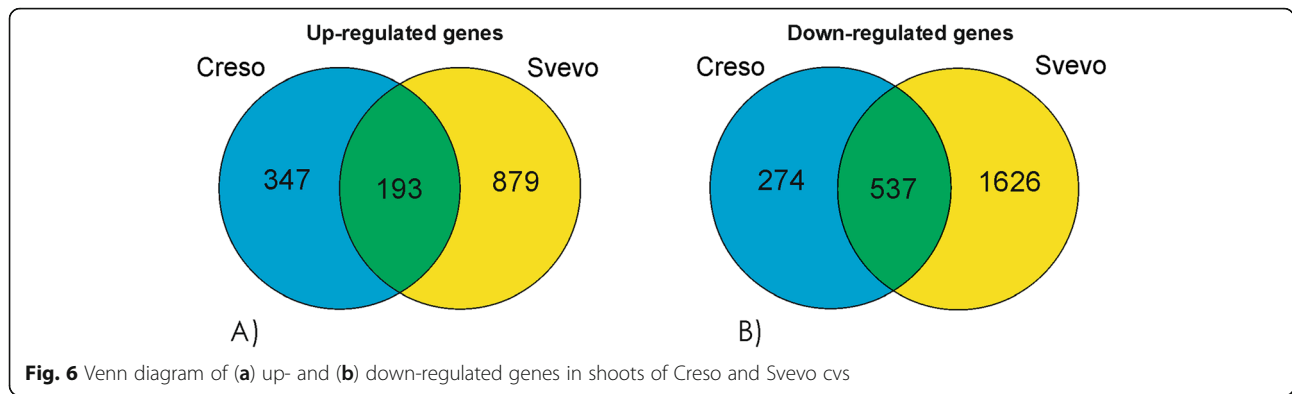 Up-regulated genes
Down-regulated genes
Creso
Svevo
Creso
Svevo
347
193
879
274
537
1626
A)
B)
Fig. 6 Venn diagram of (a) up- and (b) down-regulated genes in shoots of Creso and Svevo cvs